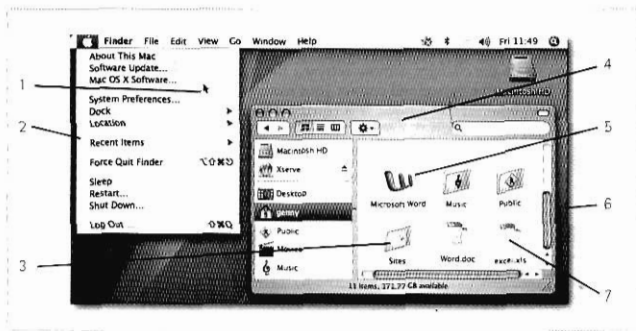 Finder File Edit View Go Window Help Fri 11:49
About This Mac
Software Update...
Mac OS X Software...
System Preferences...
Dock
Location
Recent Items
Force Quit Finder ⌥⇧⌘⎋
Sleep
Restart...
Shut Down...
Log Out... ⇧⌘Q
1
2
3
Macintosh HD
Macintosh HD
Xserve
Desktop
genny
Public
Movies
Music
Microsoft Word
Music
Public
Sites
Word.doc
11 items, 171.77 GB available
4
5
6
7